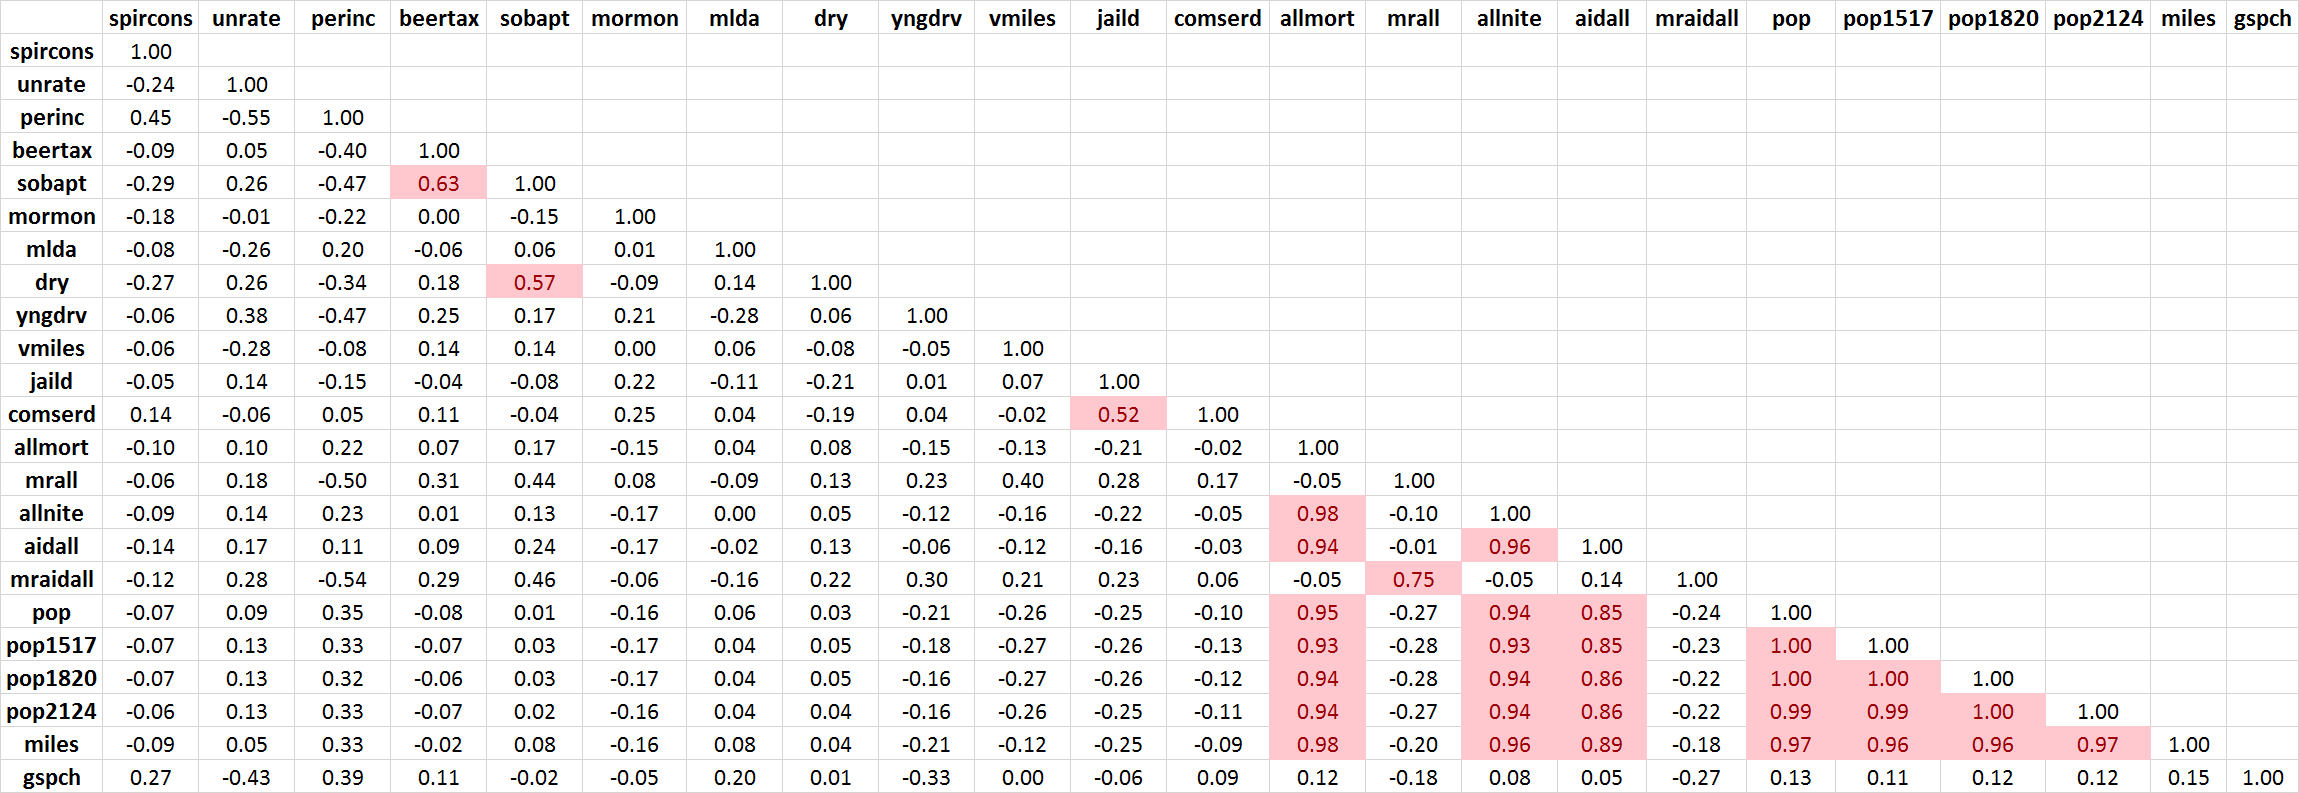 spircons unrate perinc beertax sobapt mormon mlda dry yngdrv vmiles jaild comserd allmort mrall allnite aidall mraidall pop pop1517 pop1820 pop2124 miles gspch
spircons 1.00
unrate -0.24 1.00
perinc 0.45 -0.55 1.00
beertax -0.09 0.05 -0.40 1.00
sobapt -0.29 0.26 -0.47 0.63 1.00
mormon -0.18 -0.01 -0.22 0.00 -0.15 1.00
mlda -0.08 -0.26 0.20 -0.06 0.06 0.01 1.00
dry -0.27 0.26 -0.34 0.18 0.57 -0.09 0.14 1.00
yngdrv -0.06 0.38 -0.47 0.25 0.17 0.21 -0.28 0.06 1.00
vmiles -0.06 -0.28 -0.08 0.14 0.14 0.00 0.06 -0.08 -0.05 1.00
jaild -0.05 0.14 -0.15 -0.04 -0.08 0.22 -0.11 -0.21 0.01 0.07 1.00
comserd 0.14 -0.06 0.05 0.11 -0.04 0.25 0.04 -0.19 0.04 -0.02 0.52 1.00
allmort -0.10 0.10 0.22 0.07 0.17 -0.15 0.04 0.08 -0.15 -0.13 -0.21 -0.02 1.00
mrall -0.06 0.18 -0.50 0.31 0.44 0.08 -0.09 0.13 0.23 0.40 0.28 0.17 -0.05 1.00
allnite -0.09 0.14 0.23 0.01 0.13 -0.17 0.00 0.05 -0.12 -0.16 -0.22 -0.05 0.98 -0.10 1.00
aidall -0.14 0.17 0.11 0.09 0.24 -0.17 -0.02 0.13 -0.06 -0.12 -0.16 -0.03 0.94 -0.01 0.96 1.00
mraidall -0.12 0.28 -0.54 0.29 0.46 -0.06 -0.16 0.22 0.30 0.21 0.23 0.06 -0.05 0.75 -0.05 0.14 1.00
pop -0.07 0.09 0.35 -0.08 0.01 -0.16 0.06 0.03 -0.21 -0.26 -0.25 -0.10 0.95 -0.27 0.94 0.85 -0.24 1.00
pop1517 -0.07 0.13 0.33 -0.07 0.03 -0.17 0.04 0.05 -0.18 -0.27 -0.26 -0.13 0.93 -0.28 0.93 0.85 -0.23 1.00 1.00
pop1820 -0.07 0.13 0.32 -0.06 0.03 -0.17 0.04 0.05 -0.16 -0.27 -0.26 -0.12 0.94 -0.28 0.94 0.86 -0.22 1.00 1.00 1.00
pop2124 -0.06 0.13 0.33 -0.07 0.02 -0.16 0.04 0.04 -0.16 -0.26 -0.25 -0.11 0.94 -0.27 0.94 0.86 -0.22 0.99 0.99 1.00 1.00
miles -0.09 0.05 0.33 -0.02 0.08 -0.16 0.08 0.04 -0.21 -0.12 -0.25 -0.09 0.98 -0.20 0.96 0.89 -0.18 0.97 0.96 0.96 0.97 1.00
gspch 0.27 -0.43 0.39 0.11 -0.02 -0.05 0.20 0.01 -0.33 0.00 -0.06 0.09 0.12 -0.18 0.08 0.05 -0.27 0.13 0.11 0.12 0.12 0.15 1.00